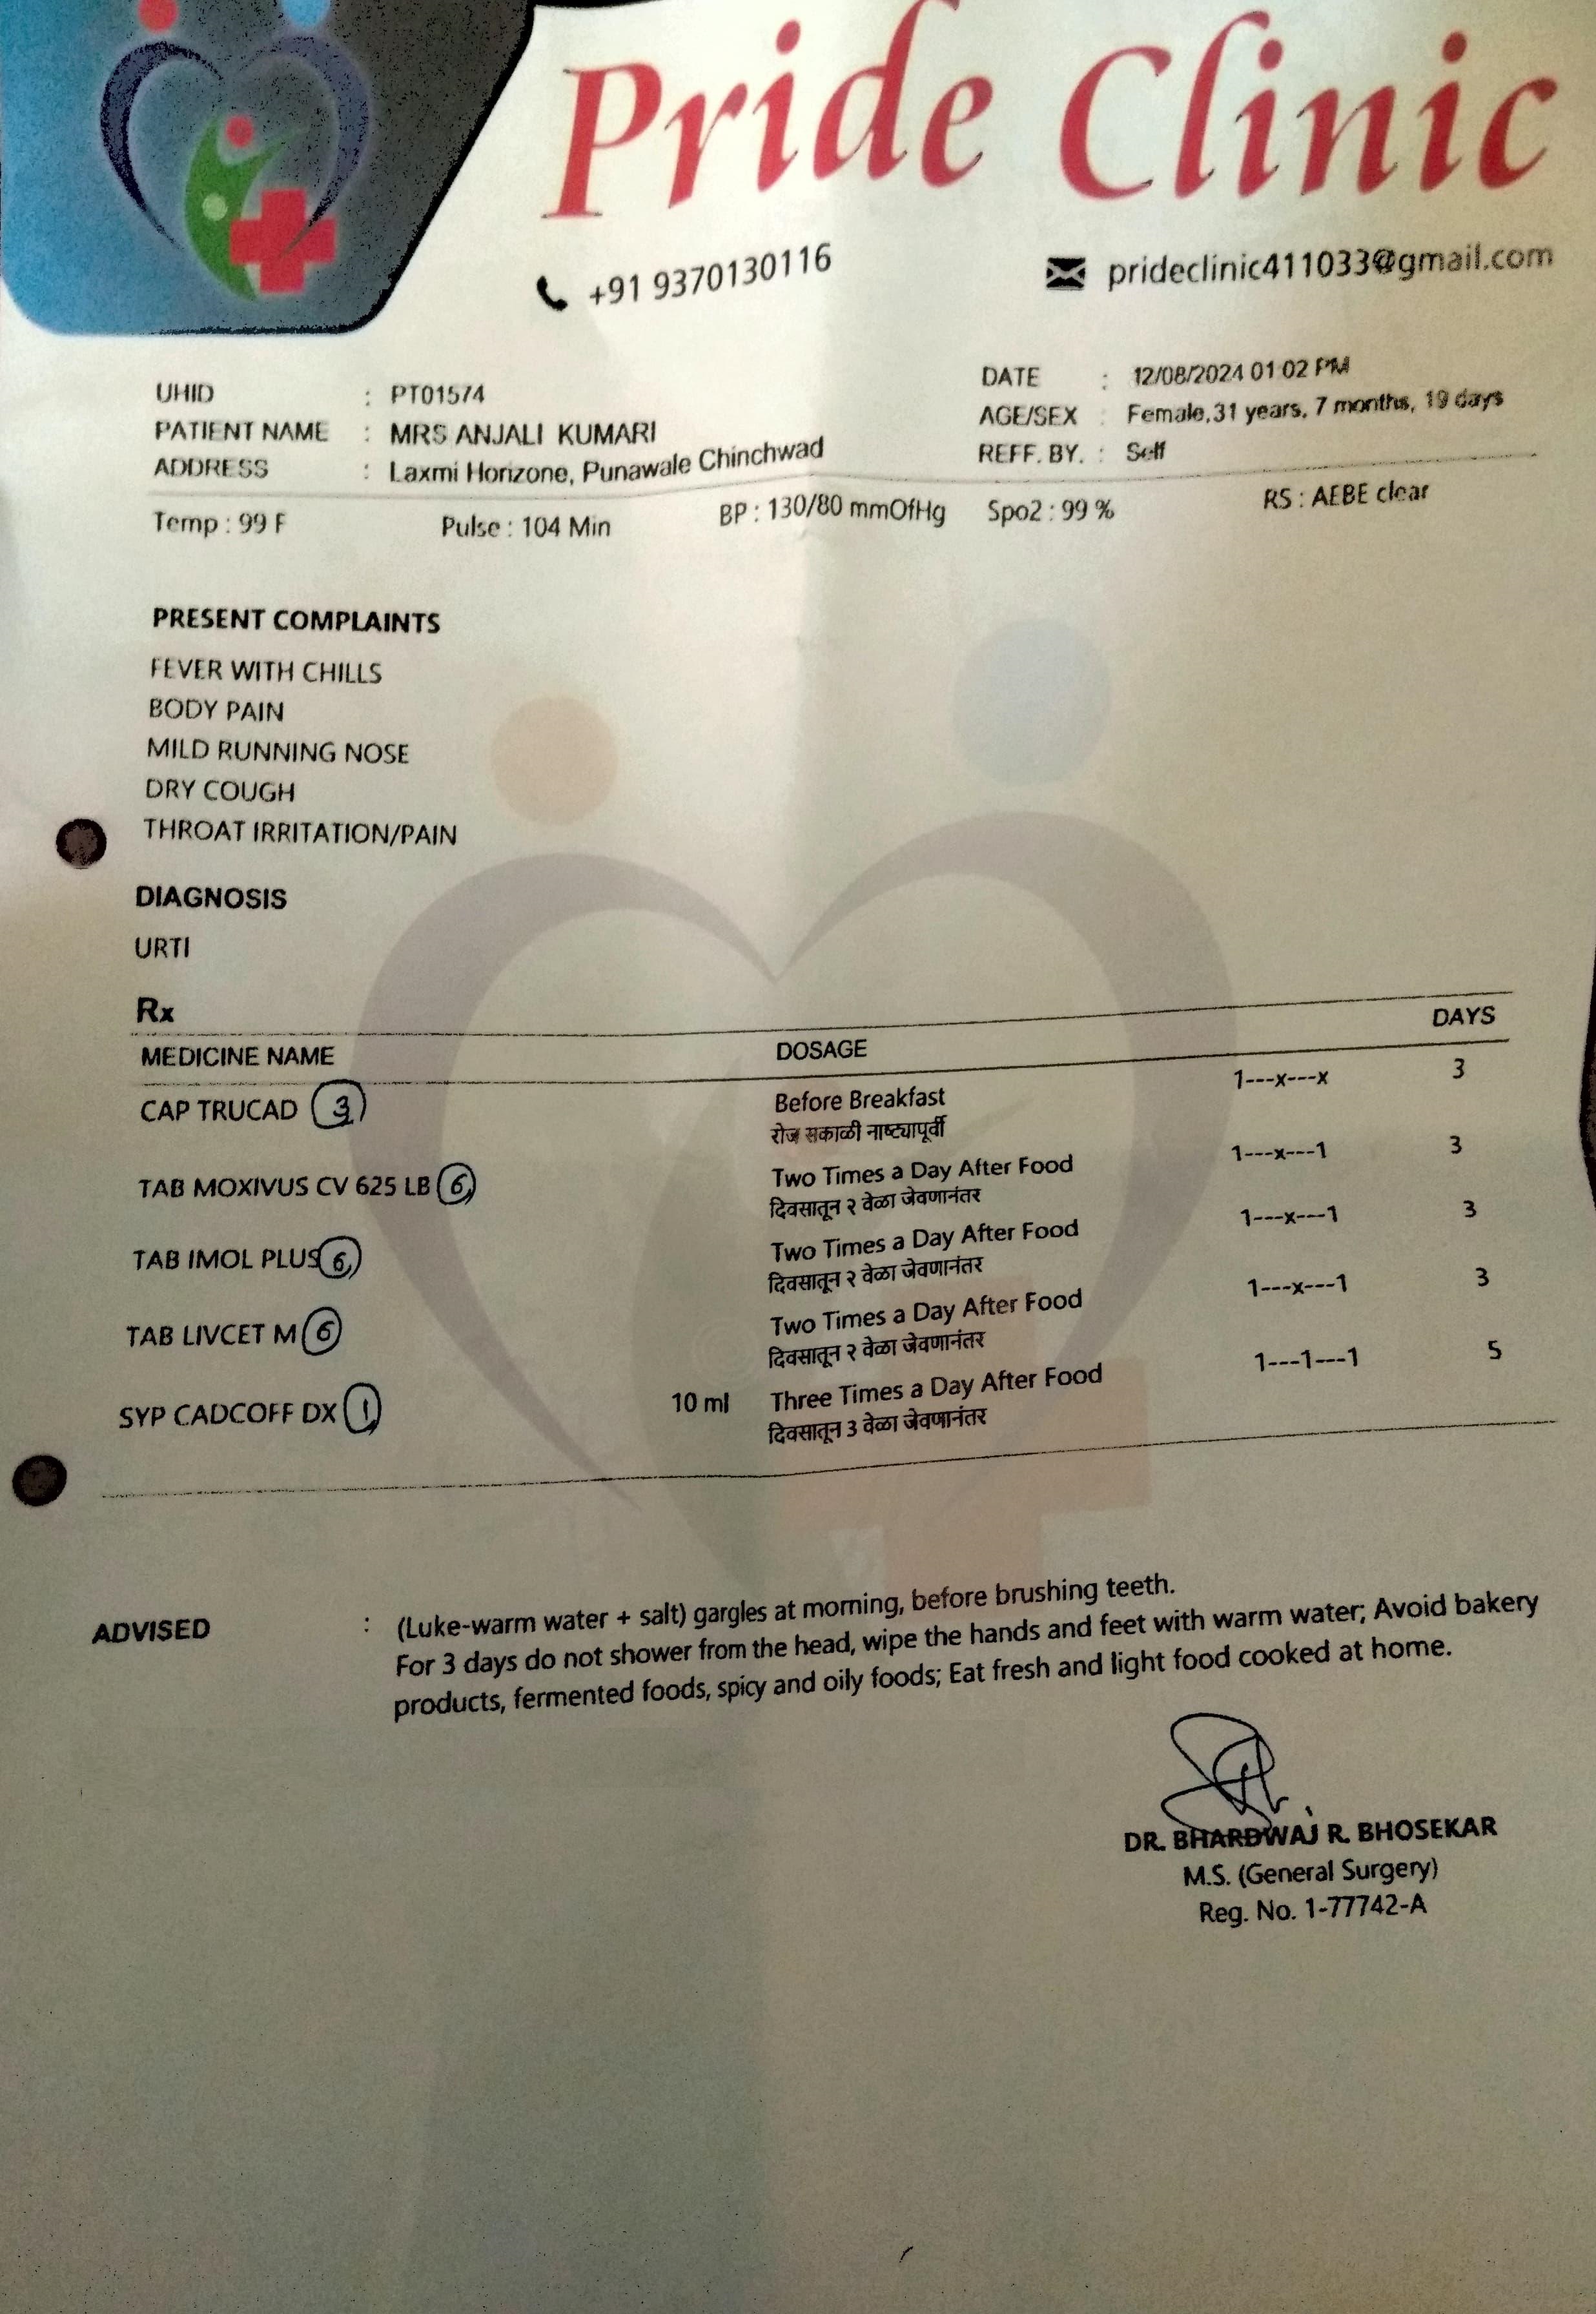 Pride Clinic
+91 9370130116 prideclinic411033@gmail.com
UHID : PT01574 DATE : 12/08/2024 01:02 PM
PATIENT NAME : MRS ANJALI KUMARI AGE/SEX : Female,31 years, 7 months, 19 days
ADDRESS : Laxmi Horizone, Punawale Chinchwad REFF. BY. : Self
Temp : 99 F Pulse : 104 Min BP : 130/80 mmOfHg Spo2 : 99 % RS : AEBE clear
PRESENT COMPLAINTS
FEVER WITH CHILLS
BODY PAIN
MILD RUNNING NOSE
DRY COUGH
THROAT IRRITATION/PAIN
DIAGNOSIS
URTI
Rx
MEDICINE NAME DOSAGE DAYS
CAP TRUCAD 3 Before Breakfast 1---x---x 3
रोज सकाळी नाष्ट्यापूर्वी
TAB MOXIVUS CV 625 LB 6 Two Times a Day After Food 1---x---1 3
दिवसातून २ वेळा जेवणानंतर
TAB IMOL PLUS 6 Two Times a Day After Food 1---x---1 3
दिवसातून २ वेळा जेवणानंतर
TAB LIVCET M 6 Two Times a Day After Food 1---x---1 3
दिवसातून २ वेळा जेवणानंतर
SYP CADCOFF DX 1 10 ml Three Times a Day After Food 1---1---1 5
दिवसातून 3 वेळा जेवणानंतर
ADVISED : (Luke-warm water + salt) gargles at morning, before brushing teeth.
For 3 days do not shower from the head, wipe the hands and feet with warm water; Avoid bakery
products, fermented foods, spicy and oily foods; Eat fresh and light food cooked at home.
DR. BHARDWAJ R. BHOSEKAR
M.S. (General Surgery)
Reg. No. 1-77742-A